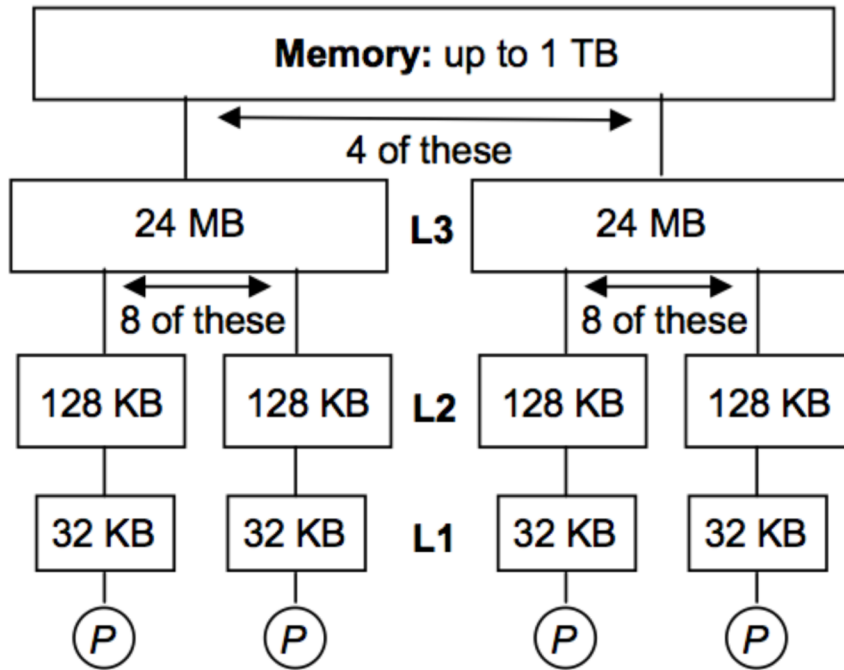 Memory: up to 1 TB
4 of these
24 MB L3 24 MB
8 of these 8 of these
128 KB 128 KB L2 128 KB 128 KB
32 KB 32 KB L1 32 KB 32 KB
P P P P